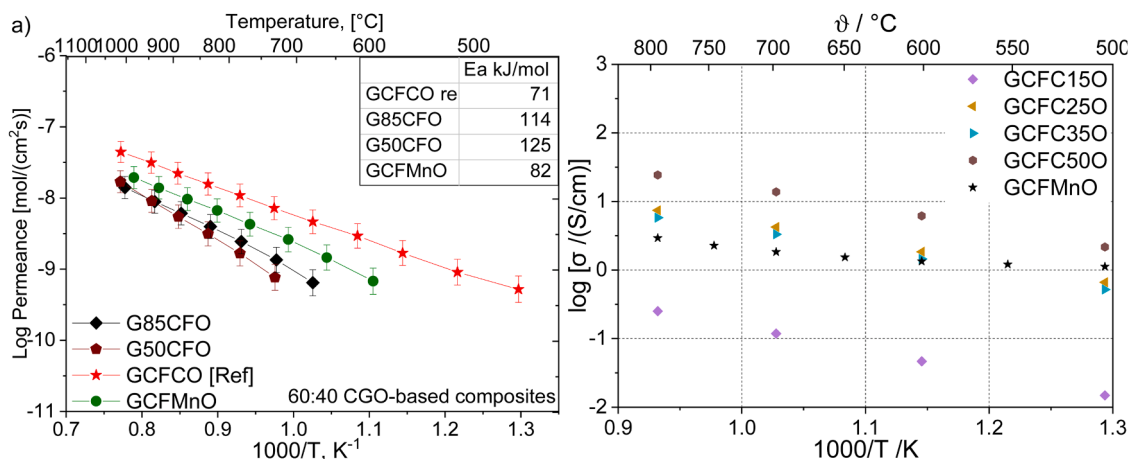 a)
Temperature, [°C]
1100 1000 900 800 700 600 500
-6
-7
-8
-9
-10
-11
Log Permeance [mol/(cm²s)]
Ea kJ/mol
GCFCO re 71
G85CFO 114
G50CFO 125
GCFMnO 82
G85CFO
G50CFO
GCFCO [Ref]
GCFMnO
60:40 CGO-based composites
0.7 0.8 0.9 1.0 1.1 1.2 1.3
1000/T, K⁻¹
ϑ / °C
800 750 700 650 600 550 500
3
2
1
0
-1
-2
log [σ /(S/cm)]
GCFC15O
GCFC25O
GCFC35O
GCFC50O
GCFMnO
0.9 1.0 1.1 1.2 1.3
1000/T /K